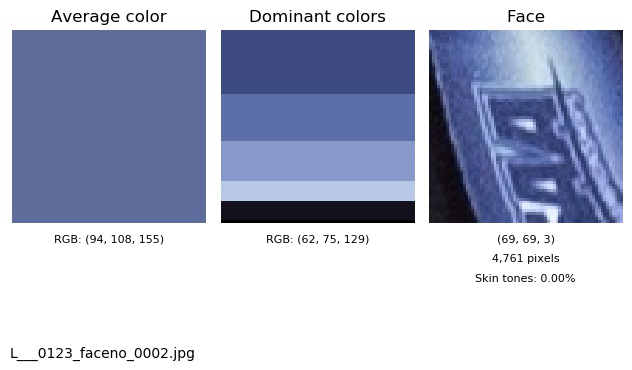 Average color
Dominant colors
Face
RGB: (94, 108, 155)
RGB: (62, 75, 129)
(69, 69, 3)
4,761 pixels
Skin tones: 0.00%
L___0123_faceno_0002.jpg